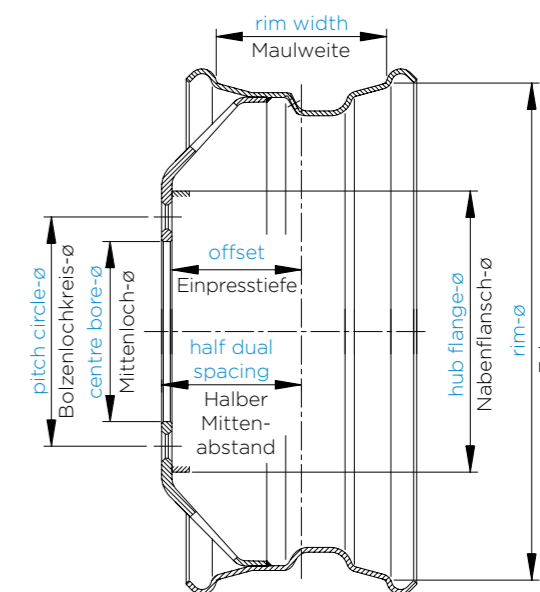 rim width
Maulweite
offset
Einpresstiefe
half dual
spacing
Halber
Mitten-
abstand
pitch circle-ø
Bolzenlochkreis-ø
centre bore-ø
Mittenloch-ø
hub flange-ø
Nabenflansch-ø
rim-ø